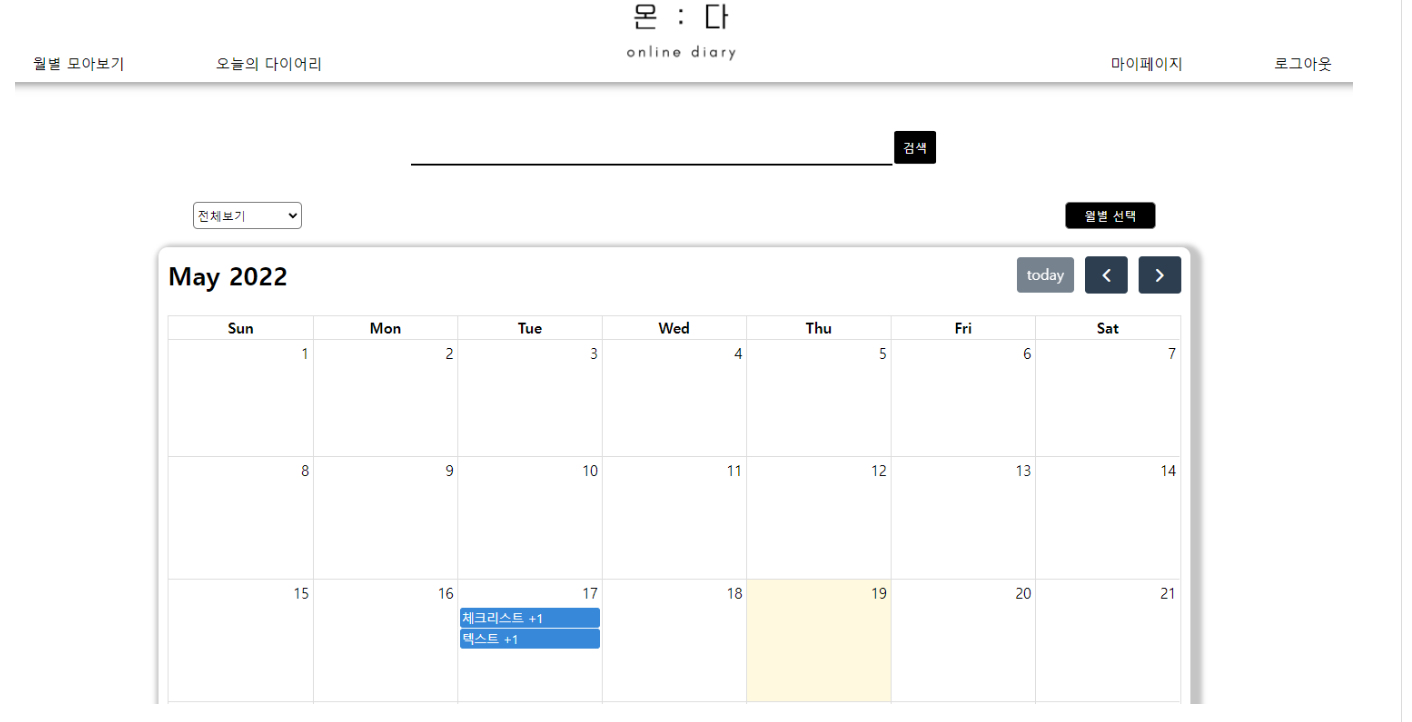 몬 : 다
online diary
월별 모아보기 오늘의 다이어리 마이페이지 로그아웃
검색
전체보기 월별 선택
May 2022 today
Sun Mon Tue Wed Thu Fri Sat
1 2 3 4 5 6 7
8 9 10 11 12 13 14
15 16 17 18 19 20 21
체크리스트 +1
텍스트 +1